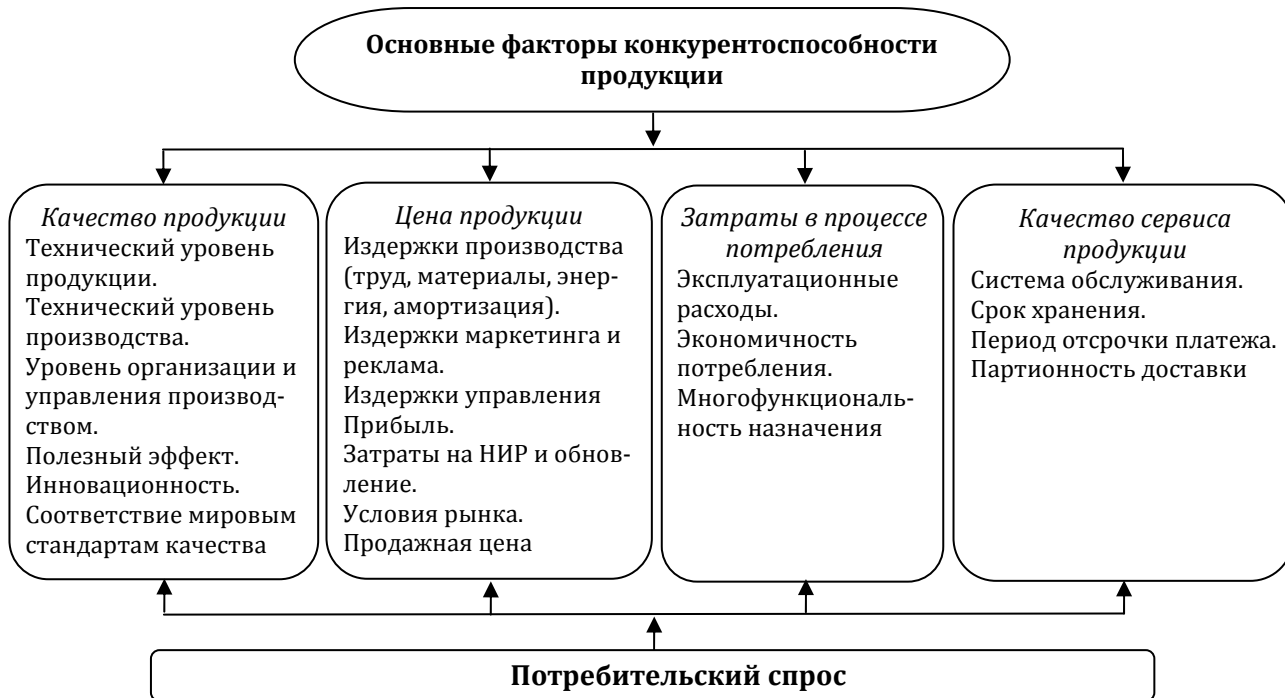 Основные факторы конкурентоспособности
продукции
Качество продукции
Технический уровень
продукции.
Технический уровень
производства.
Уровень организации и
управления производ-
ством.
Полезный эффект.
Инновационность.
Соответствие мировым
стандартам качества
Цена продукции
Издержки производства
(труд, материалы, энер-
гия, амортизация).
Издержки маркетинга и
реклама.
Издержки управления
Прибыль.
Затраты на НИР и обнов-
ление.
Условия рынка.
Продажная цена
Затраты в процессе
потребления
Эксплуатационные
расходы.
Экономичность
потребления.
Многофункциональ-
ность назначения
Качество сервиса
продукции
Система обслуживания.
Срок хранения.
Период отсрочки платежа.
Партионность доставки
Потребительский спрос